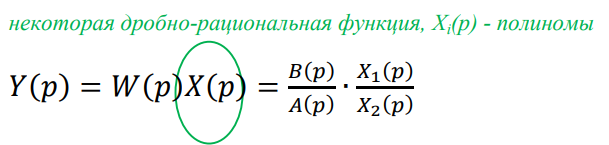 некоторая дробно-рациональная функция, Xi(p) - полиномы
Y(p) = W(p)X(p) = B(p)/A(p) · X₁(p)/X₂(p)